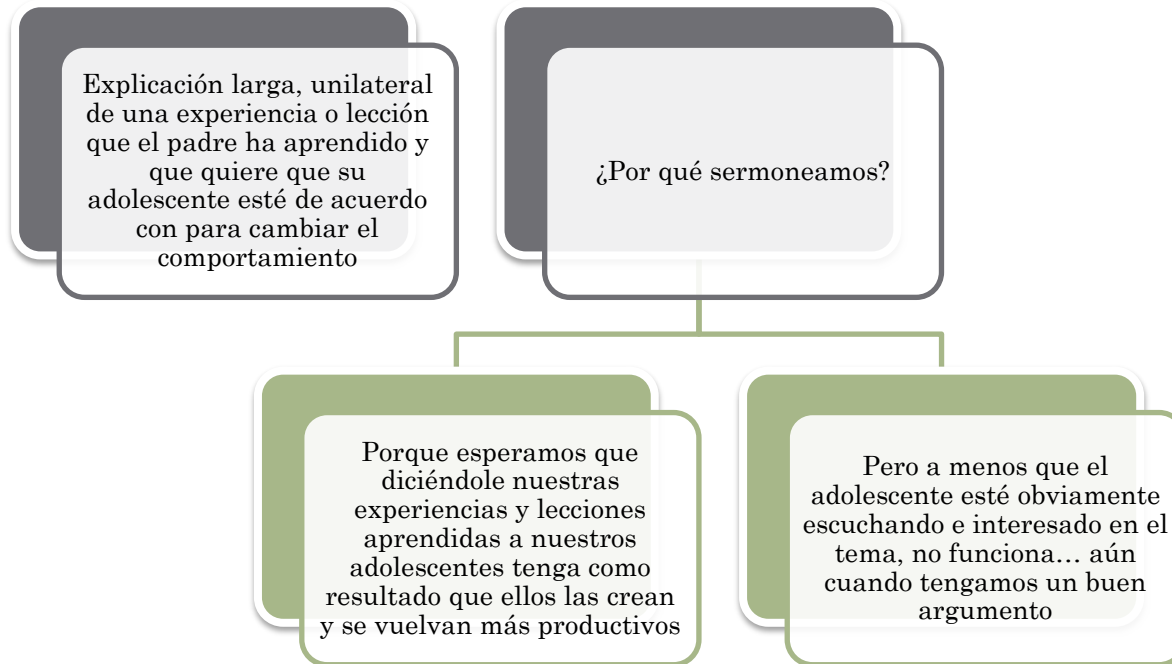 Explicación larga, unilateral
de una experiencia o lección
que el padre ha aprendido y
que quiere que su
adolescente esté de acuerdo
con para cambiar el
comportamiento
¿Por qué sermoneamos?
Porque esperamos que
diciéndole nuestras
experiencias y lecciones
aprendidas a nuestros
adolescentes tenga como
resultado que ellos las crean
y se vuelvan más productivos
Pero a menos que el
adolescente esté obviamente
escuchando e interesado en el
tema, no funciona… aún
cuando tengamos un buen
argumento